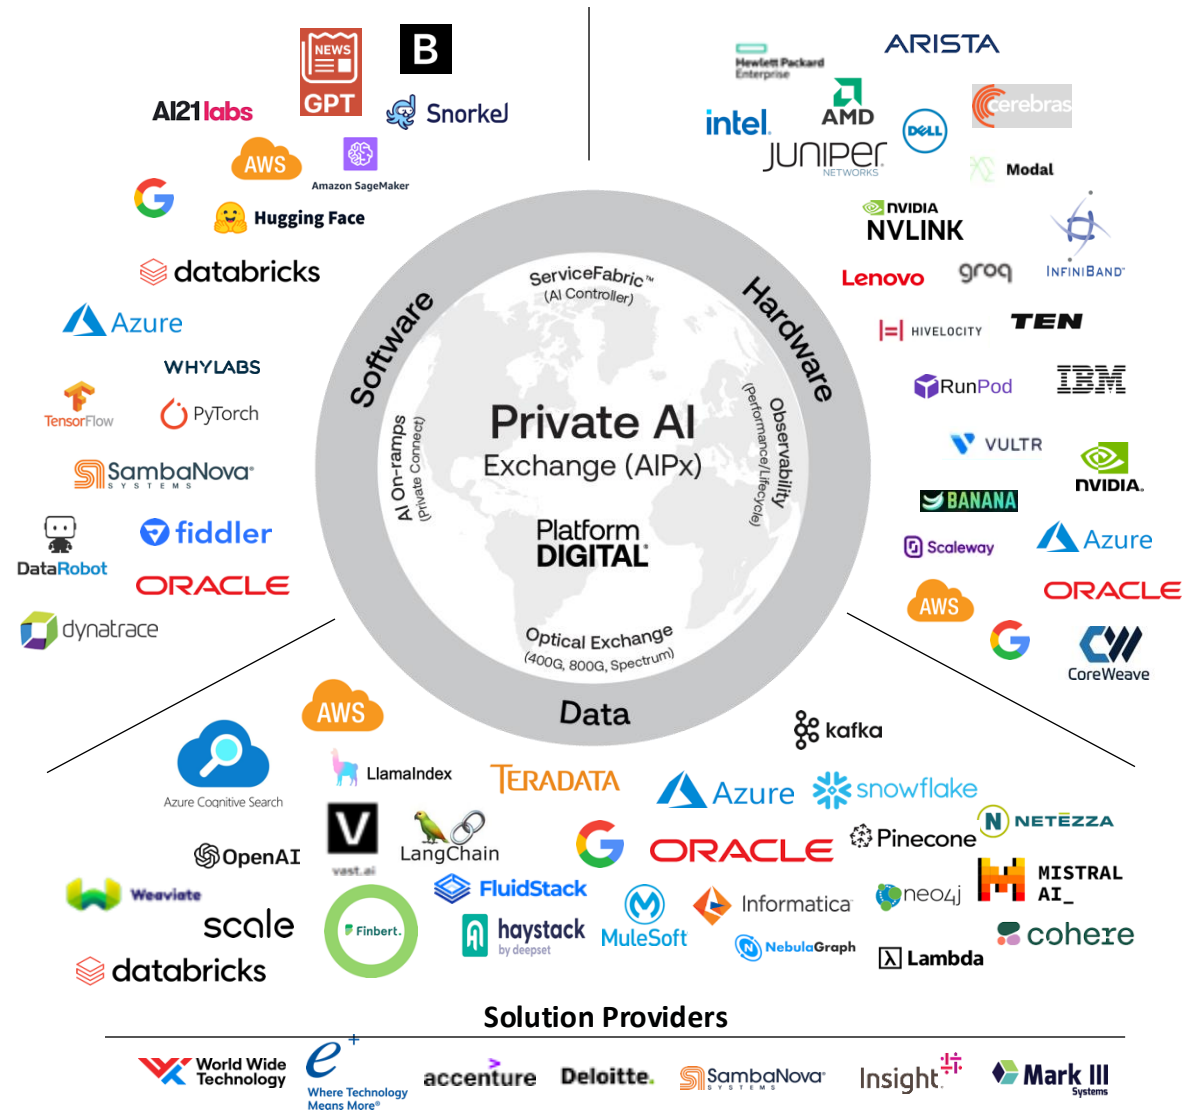 NEWS
GPT
B
AI21labs
Snorkel
AWS
Amazon SageMaker
G
Hugging Face
databricks
Azure
WHYLABS
TensorFlow
PyTorch
SambaNova®
SYSTEMS
DataRobot
fiddler
ORACLE
dynatrace
ARISTA
Hewlett Packard
Enterprise
intel.
AMD
DELL
cerebras
JUNIPER®
NETWORKS
Modal
NVIDIA
NVLINK
INFINIBAND™
Lenovo
groq
HIVELOCITY
TEN
RunPod
IBM
VULTR
NVIDIA.
BANANA
Scaleway
Azure
AWS
ORACLE
G
CW
CoreWeave
Software
Hardware
Data
ServiceFabric™
(AI Controller)
AI On-ramps
(Private Connect)
Observability
(Performance/Lifecycle)
Private AI
Exchange (AIPx)
Platform
DIGITAL®
Optical Exchange
(400G, 800G, Spectrum)
AWS
Azure Cognitive Search
LlamaIndex
TERADATA
Azure
kafka
snowflake
V
vast.ai
LangChain
G
ORACLE
Pinecone
N NETEZZA
OpenAI
Weaviate
scale
Finbert.
FluidStack
haystack
by deepset
MuleSoft
Informatica
neo4j
MISTRAL
AI_
NebulaGraph
Lambda
cohere
databricks
Solution Providers
World Wide
Technology
e+
Where Technology
Means More®
accenture
Deloitte.
SambaNova®
SYSTEMS
Insight
Mark III
Systems